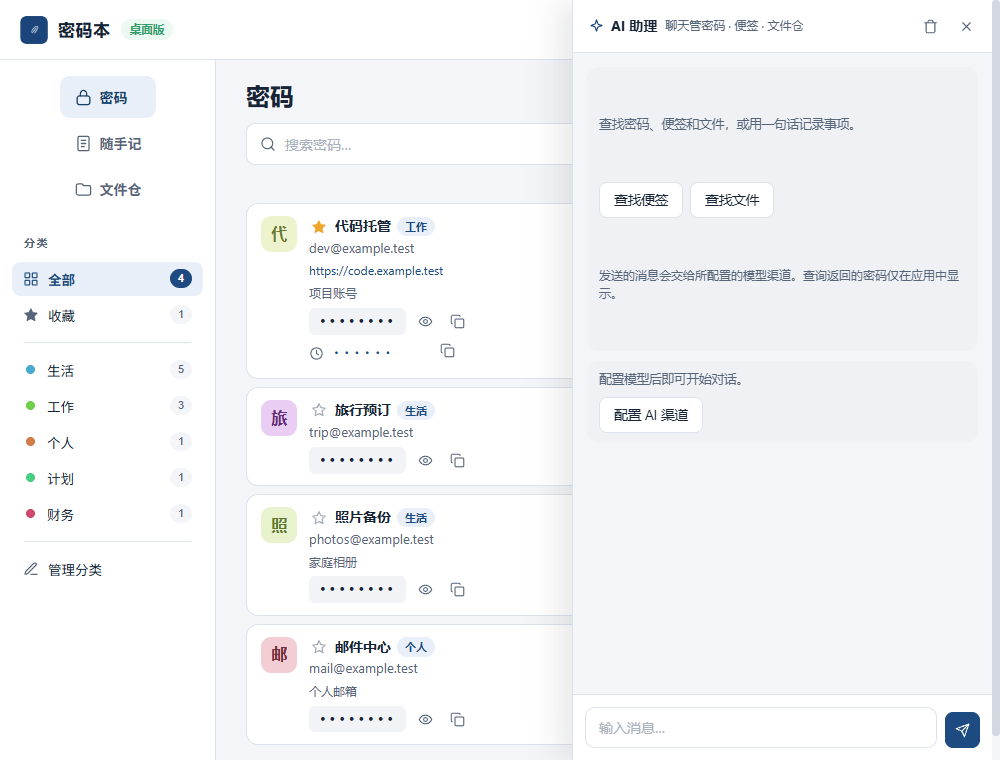 密码本 桌面版
密码
随手记
文件仓
分类
全部 4
收藏 1
生活 5
工作 3
个人 1
计划 1
财务 1
管理分类
密码
搜索密码...
代 代码托管 工作
dev@example.test
https://code.example.test
项目账号
旅 旅行预订 生活
trip@example.test
照 照片备份 生活
photos@example.test
家庭相册
邮 邮件中心 个人
mail@example.test
个人邮箱
AI 助理 聊天管密码 · 便签 · 文件仓
查找密码、便签和文件，或用一句话记录事项。
查找便签 查找文件
发送的消息会交给所配置的模型渠道。查询返回的密码仅在应用中显
示。
配置模型后即可开始对话。
配置 AI 渠道
输入消息...